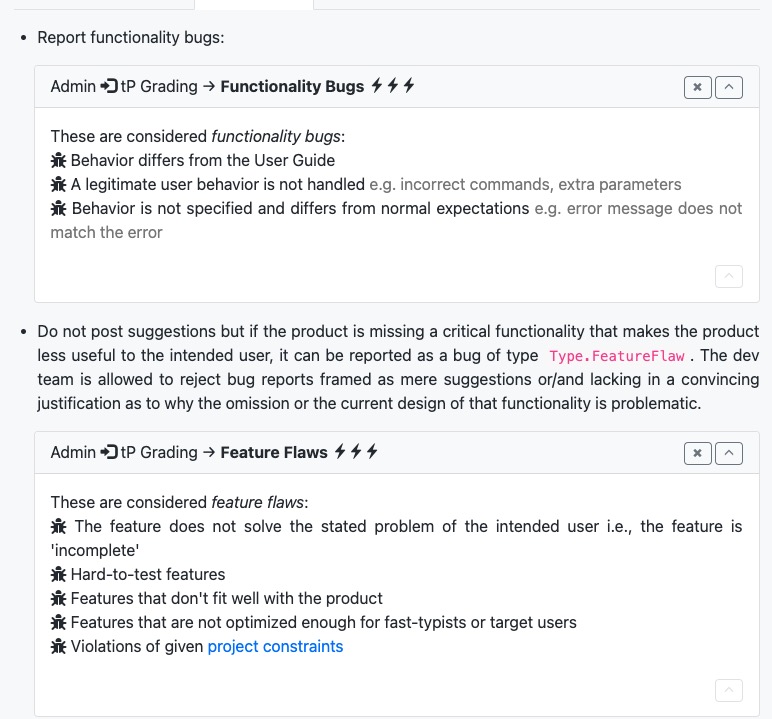 • Report functionality bugs:
Admin tP Grading → Functionality Bugs
These are considered functionality bugs:
Behavior differs from the User Guide
A legitimate user behavior is not handled e.g. incorrect commands, extra parameters
Behavior is not specified and differs from normal expectations e.g. error message does not
match the error
• Do not post suggestions but if the product is missing a critical functionality that makes the product
less useful to the intended user, it can be reported as a bug of type Type.FeatureFlaw . The dev
team is allowed to reject bug reports framed as mere suggestions or/and lacking in a convincing
justification as to why the omission or the current design of that functionality is problematic.
Admin tP Grading → Feature Flaws
These are considered feature flaws:
The feature does not solve the stated problem of the intended user i.e., the feature is
'incomplete'
Hard-to-test features
Features that don't fit well with the product
Features that are not optimized enough for fast-typists or target users
Violations of given project constraints